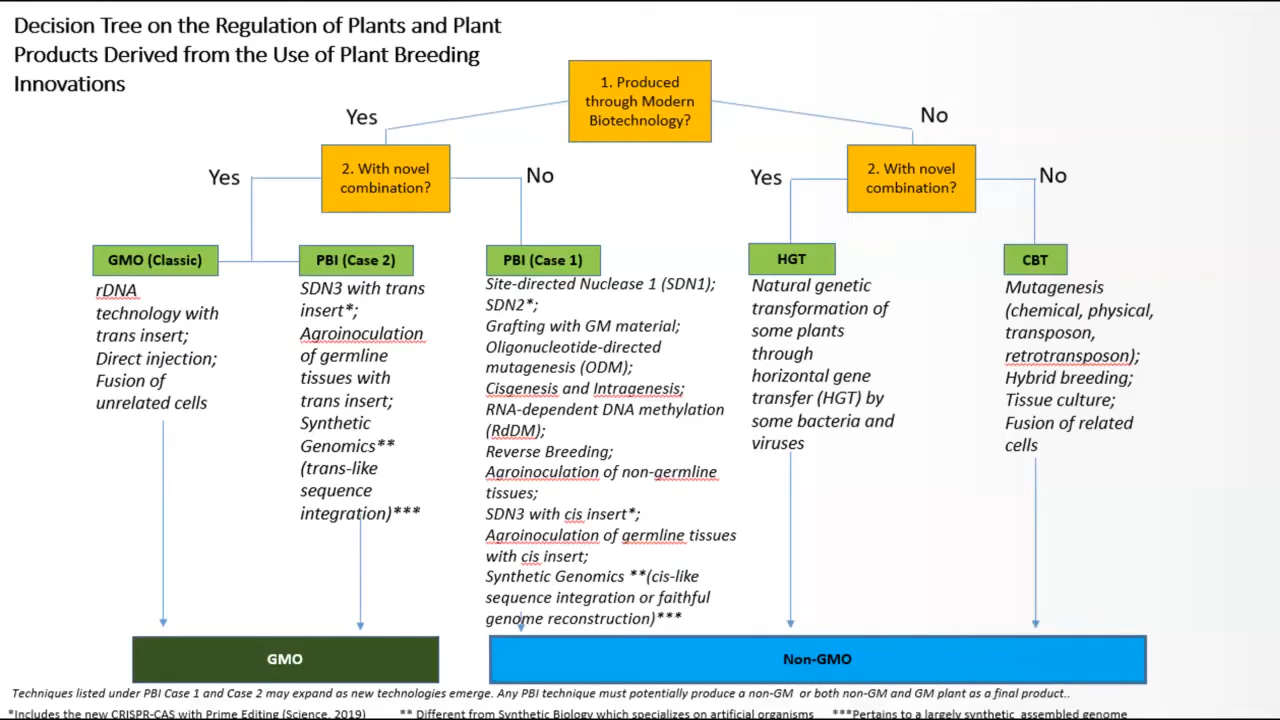 Decision Tree on the Regulation of Plants and Plant
Products Derived from the Use of Plant Breeding
Innovations
1. Produced
through Modern
Biotechnology?
Yes
No
2. With novel
combination?
Yes
No
2. With novel
combination?
Yes
No
GMO (Classic)
rDNA
technology with
trans insert;
Direct injection;
Fusion of
unrelated cells
PBI (Case 2)
SDN3 with trans
insert*;
Agroinoculation
of germline
tissues with
trans insert;
Synthetic
Genomics**
(trans-like
sequence
integration)***
PBI (Case 1)
Site-directed Nuclease 1 (SDN1);
SDN2*;
Grafting with GM material;
Oligonucleotide-directed
mutagenesis (ODM);
Cisgenesis and Intragenesis;
RNA-dependent DNA methylation
(RdDM);
Reverse Breeding;
Agroinoculation of non-germline
tissues;
SDN3 with cis insert*;
Agroinoculation of germline tissues
with cis insert;
Synthetic Genomics **(cis-like
sequence integration or faithful
genome reconstruction)***
HGT
Natural genetic
transformation of
some plants
through
horizontal gene
transfer (HGT) by
some bacteria and
viruses
CBT
Mutagenesis
(chemical, physical,
transposon,
retrotransposon);
Hybrid breeding;
Tissue culture;
Fusion of related
cells
GMO
Non-GMO
Techniques listed under PBI Case 1 and Case 2 may expand as new technologies emerge. Any PBI technique must potentially produce a non-GM or both non-GM and GM plant as a final product..
*Includes the new CRISPR-CAS with Prime Editing (Science, 2019) ** Different from Synthetic Biology which specializes on artificial organisms ***Pertains to a largely synthetic assembled genome